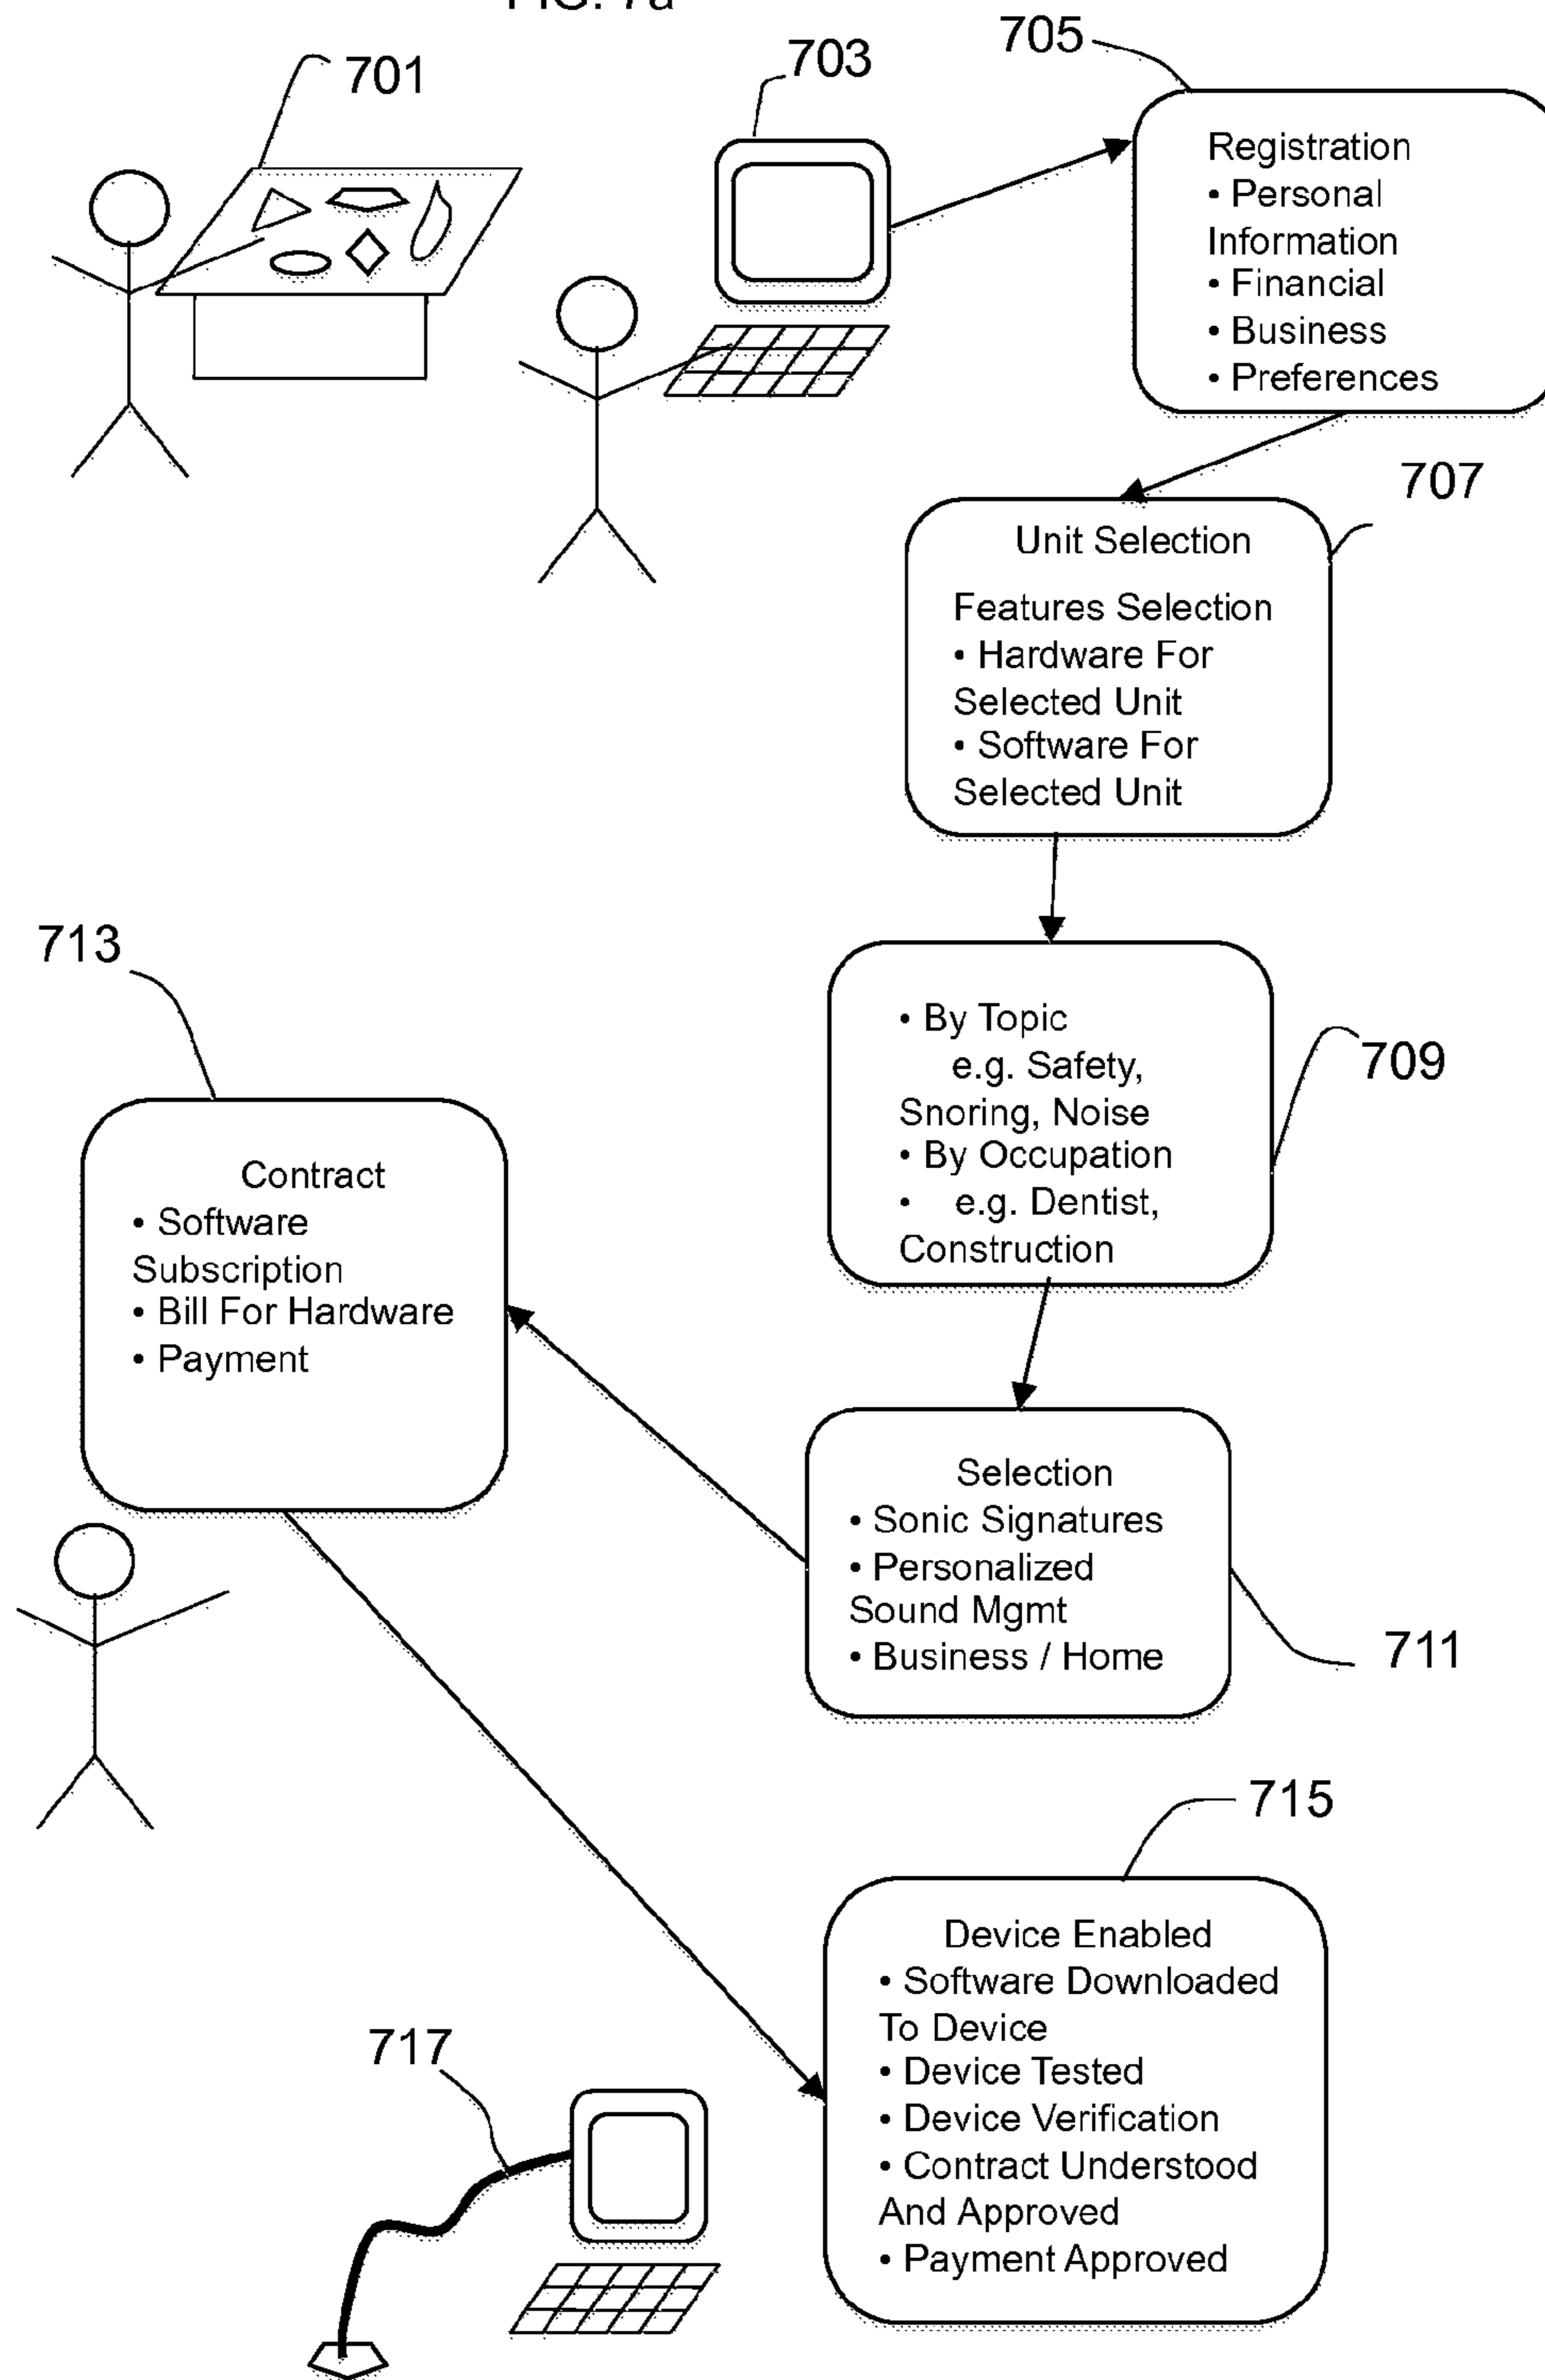 FIG. 7a
701
703
705
Registration
• Personal
Information
• Financial
• Business
• Preferences
707
Unit Selection
Features Selection
• Hardware For
Selected Unit
• Software For
Selected Unit
709
• By Topic
e.g. Safety,
Snoring, Noise
• By Occupation
• e.g. Dentist,
Construction
713
Contract
• Software
Subscription
• Bill For Hardware
• Payment
711
Selection
• Sonic Signatures
• Personalized
Sound Mgmt
• Business / Home
715
Device Enabled
• Software Downloaded
To Device
• Device Tested
• Device Verification
• Contract Understood
And Approved
• Payment Approved
717